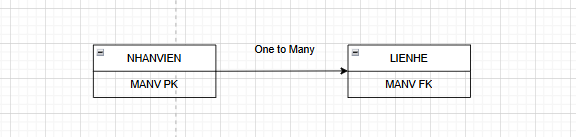 NHANVIEN
MANV PK
One to Many
LIENHE
MANV FK